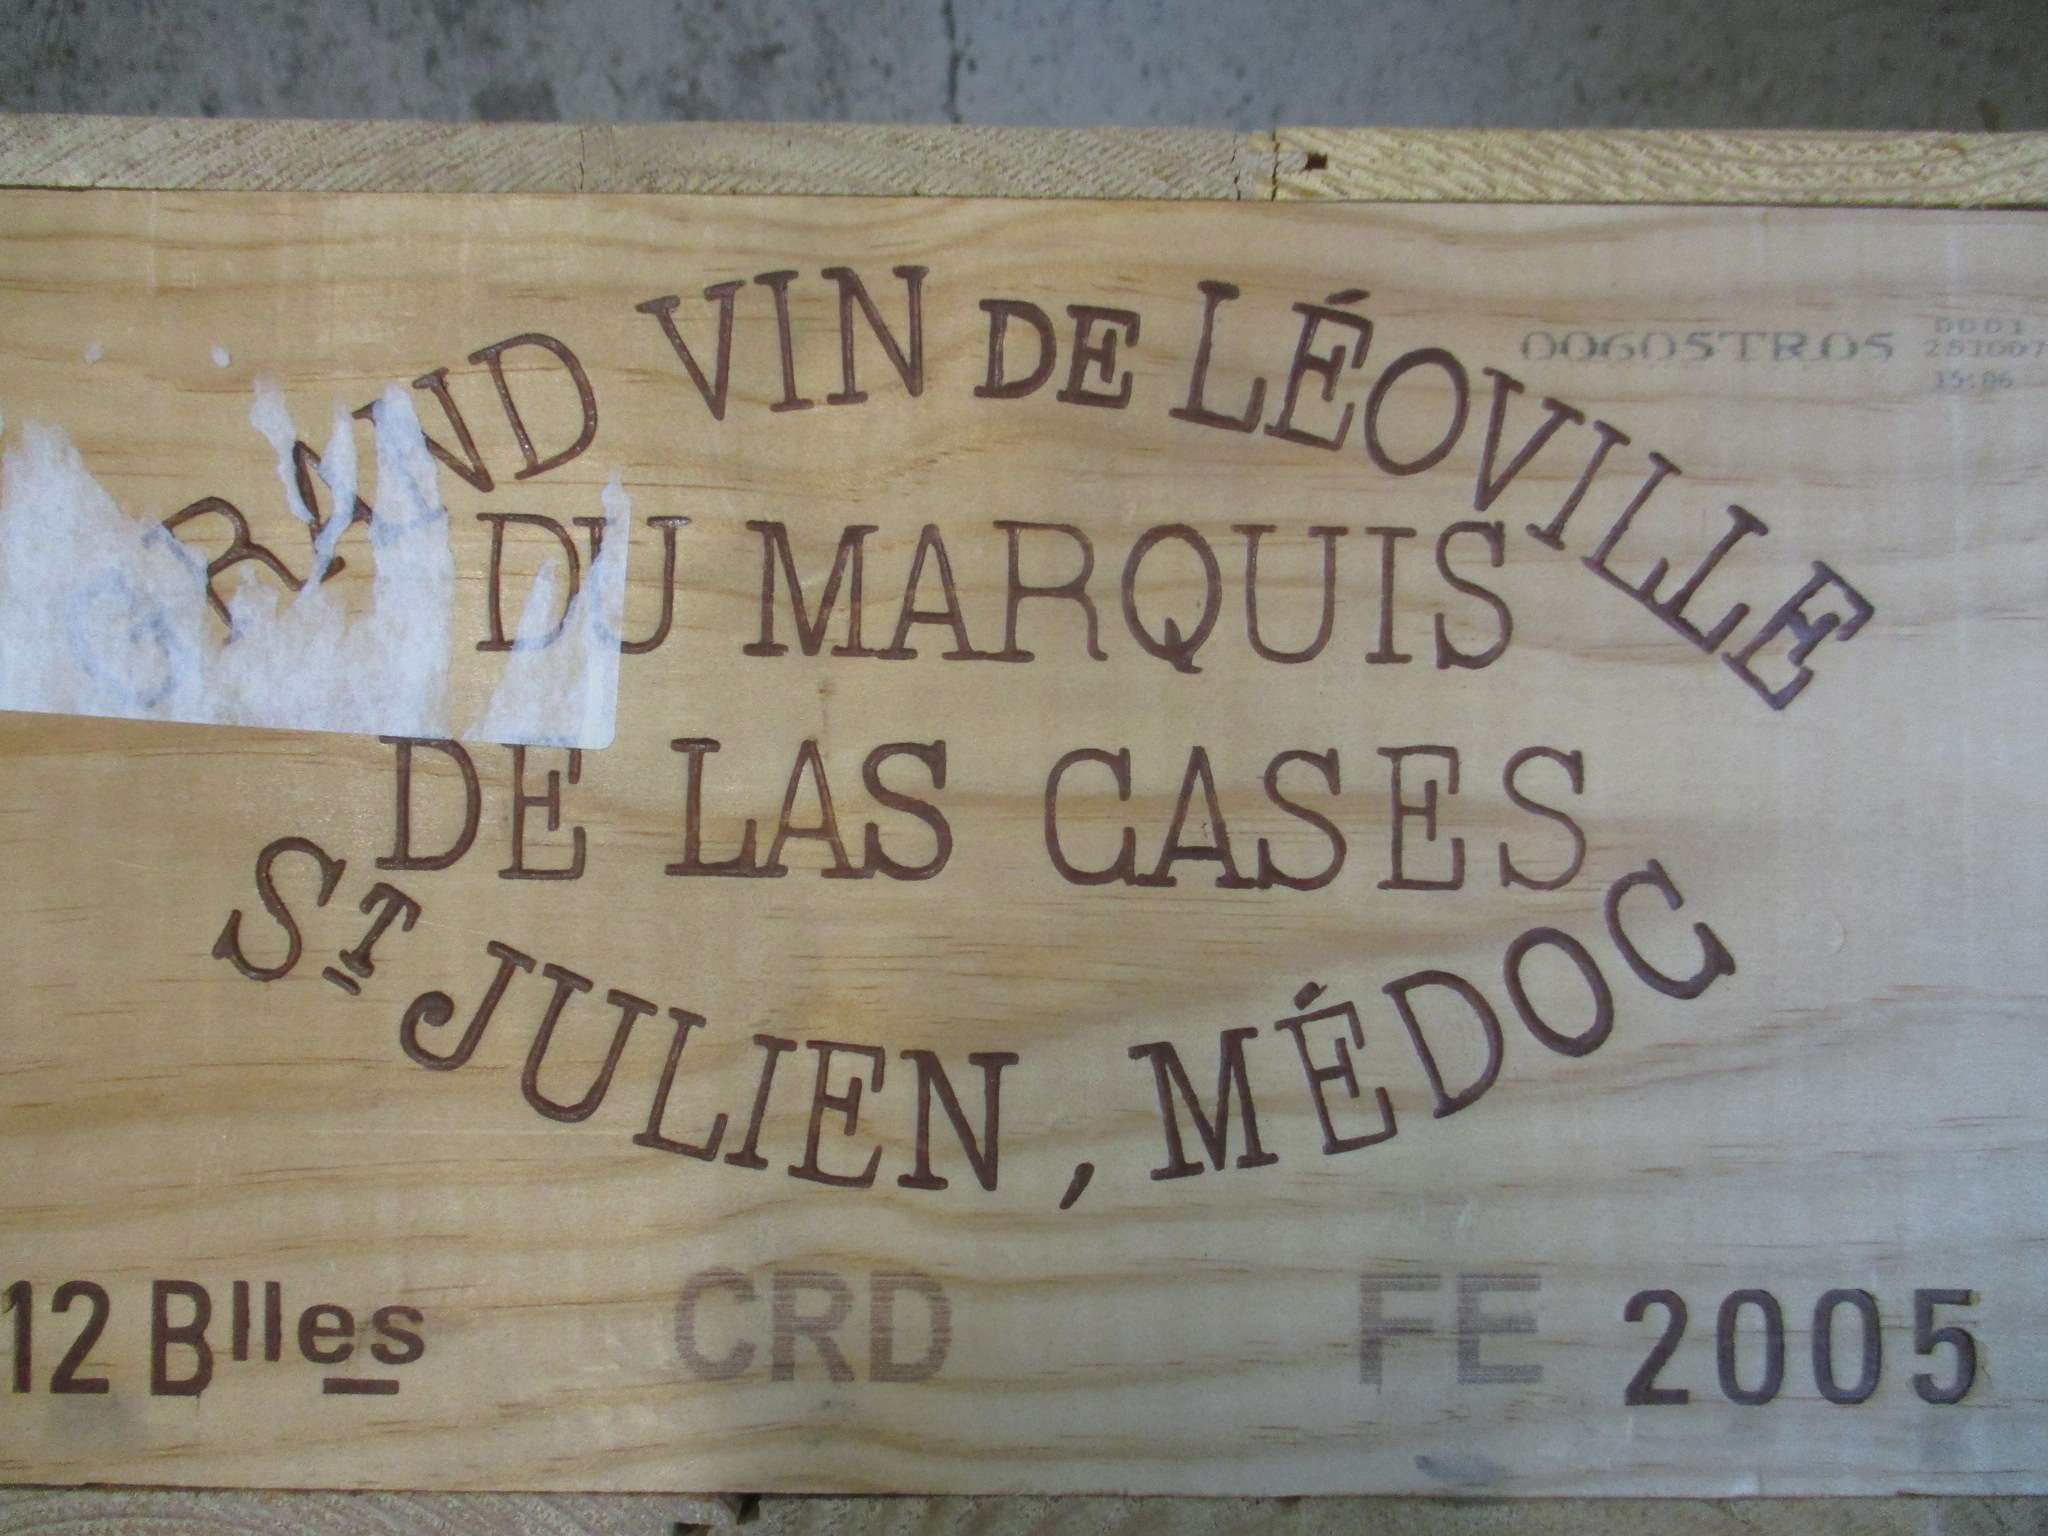 GRAND VIN DE LÉOVILLE
DU MARQUIS
DE LAS CASES
ST JULIEN, MÉDOC
12 Blles
CRD
FE
2005